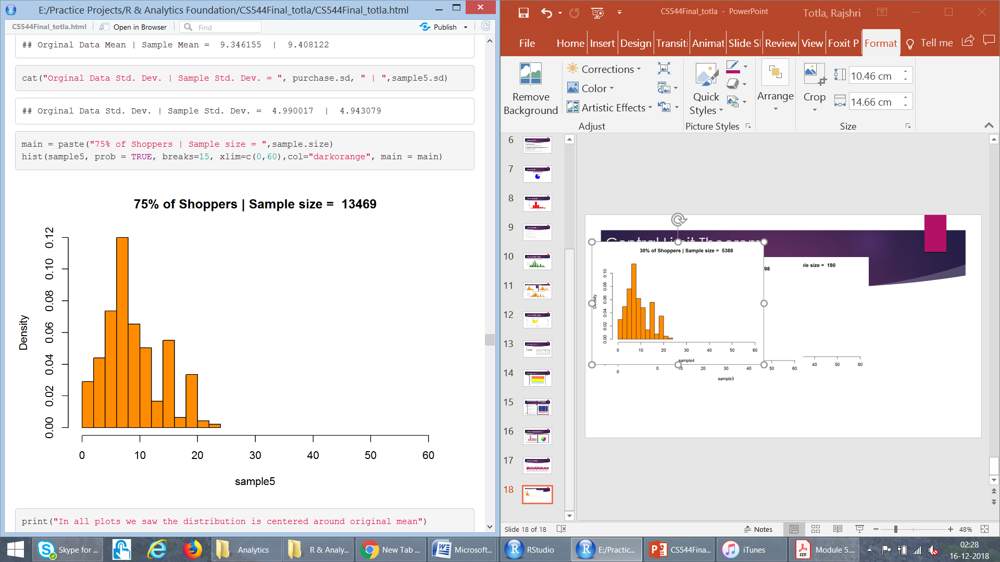 E:/Practice Projects/R & Analytics Foundation/CS544Final_totla/CS544Final_totla.html
CS544Final_totla.html
Open in Browser
Find
Publish
## Orginal Data Mean | Sample Mean =  9.346155  |  9.408122
cat("Orginal Data Std. Dev. | Sample Std. Dev. = ", purchase.sd, " | ",sample5.sd)
## Orginal Data Std. Dev. | Sample Std. Dev. =  4.990017  |  4.943079
main = paste("75% of Shoppers | Sample size = ",sample.size)
hist(sample5, prob = TRUE, breaks=15, xlim=c(0,60),col="darkorange", main = main)
75% of Shoppers | Sample size =  13469
Density
0.00 0.02 0.04 0.06 0.08 0.10 0.12
0 10 20 30 40 50 60
sample5
print("In all plots we saw the distribution is centered around original mean")
CS544Final_totla - PowerPoint
Totla, Rajshri
File Home Insert Design Transiti Animat Slide Sl Review View Foxit P Format Tell me
Remove Background
Corrections
Color
Artistic Effects
Adjust
Quick Styles
Picture Styles
Arrange
Crop
10.46 cm
14.66 cm
Size
6
7
8
9
10
11
12
13
14
15
16
17
18
Central Limit Theorem
30% of Shoppers | Sample size =  5388
98
ple size =  180
Density
0.00 0.02 0.04 0.06 0.08 0.10
0 10 20 30 40 50 60
sample4
0 0 10 20 30 40 50 60
40 50 60
sample3
Slide 18 of 18
Notes
48%
Skype for ...
Analytics
R & Analy...
New Tab ...
Microsoft...
RStudio
E:/Practic...
CS544Fina...
iTunes
Module 5....
02:28
16-12-2018